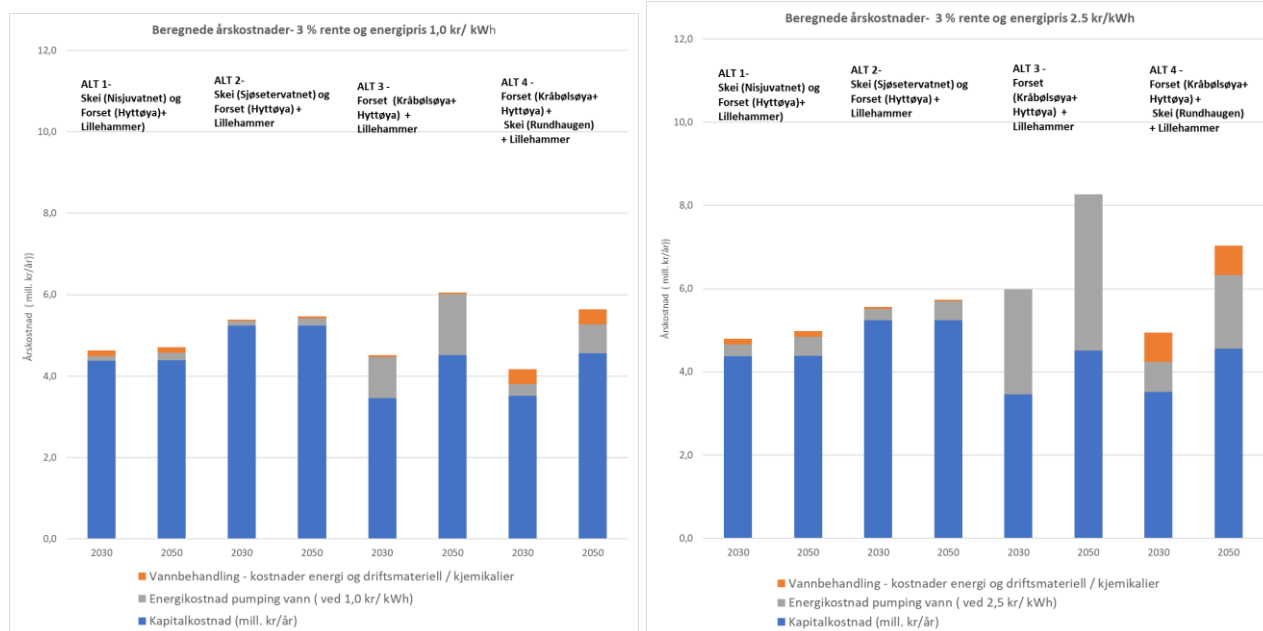 Beregnede årskostnader- 3 % rente og energipris 1,0 kr/ kWh
12,0
10,0
8,0
6,0
4,0
2,0
0,0
Årskostnad ( mill. kr/år))
ALT 1-
Skei (Nisjuvatnet) og
Forset (Hyttøya)+
Lillehammer)
ALT 2-
Skei (Sjøsetervatnet) og
Forset (Hyttøya) +
Lillehammer
ALT 3 -
Forset (Kråbølsøya+
Hyttøya) +
Lillehammer
ALT 4 -
Forset (Kråbølsøya+
Hyttøya) +
Skei (Rundhaugen)
+ Lillehammer
2030 2050 2030 2050 2030 2050 2030 2050
Vannbehandling - kostnader energi og driftsmateriell / kjemikalier
Energikostnad pumping vann ( ved 1,0 kr/ kWh)
Kapitalkostnad (mill. kr/år)
Beregnede årskostnader- 3 % rente og energipris 2.5 kr/kWh
12,0
10,0
8,0
6,0
4,0
2,0
0,0
Årskostnad ( mill. kr/år))
ALT 1-
Skei (Nisjuvatnet) og
Forset (Hyttøya)+
Lillehammer)
ALT 2-
Skei (Sjøsetervatnet) og
Forset (Hyttøya) +
Lillehammer
ALT 3 -
Forset
(Kråbølsøya+
Hyttøya) +
Lillehammer
ALT 4 -
Forset (Kråbølsøya+
Hyttøya) +
Skei (Rundhaugen)
+ Lillehammer
2030 2050 2030 2050 2030 2050 2030 2050
Vannbehandling - kostnader energi og driftsmateriell / kjemikalier
Energikostnad pumping vann ( ved 2,5 kr/ kWh)
Kapitalkostnad (mill. kr/år)